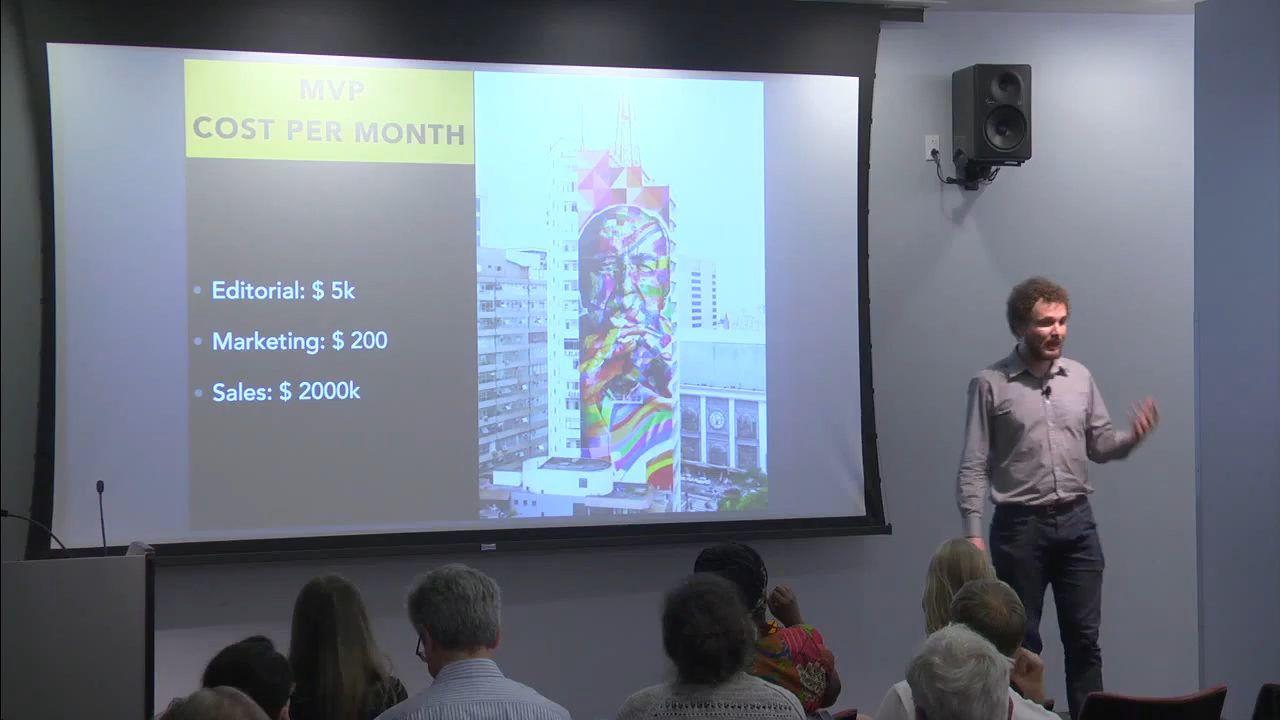 MVP
COST PER MONTH
Editorial: $ 5k
Marketing: $ 200
Sales: $ 2000k